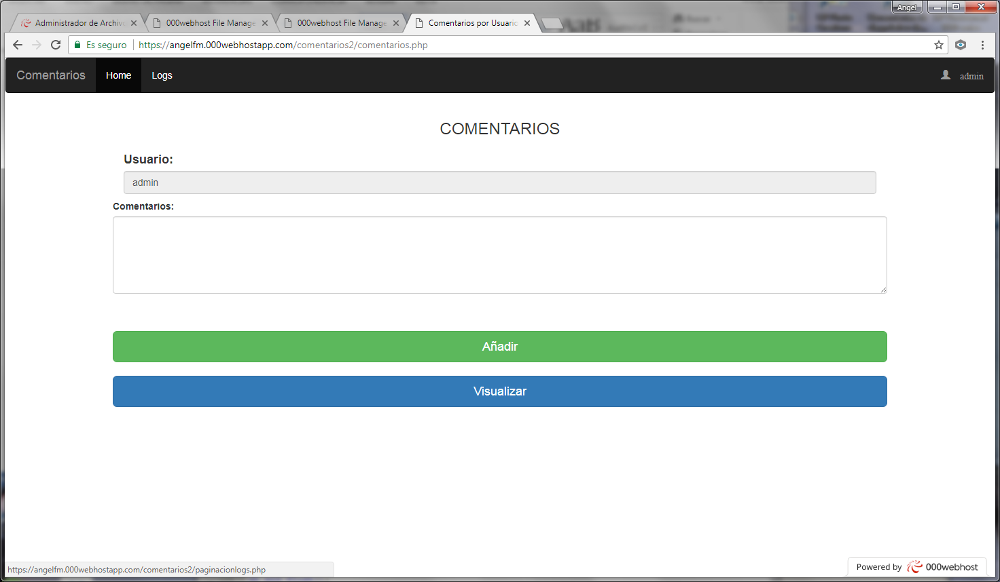 Angel
Administrador de Archivo
000webhost File Manage
000webhost File Manage
Comentarios por Usuario
Es seguro
https://angelfm.000webhostapp.com/comentarios2/comentarios.php
Comentarios
Home
Logs
admin
COMENTARIOS
Usuario:
admin
Comentarios:
Añadir
Visualizar
https://angelfm.000webhostapp.com/comentarios2/paginacionlogs.php
Powered by 000webhost